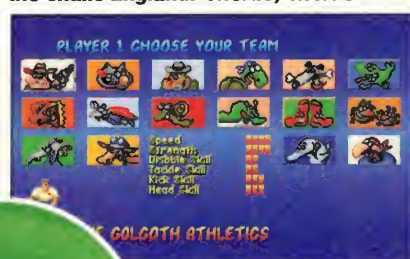 PLAYER 1 CHOOSE YOUR TEAM
Speed
Strength
Dribble Skill
Tackle Skill
Kick Skill
Head Skill
GOLGOTH ATHLETICS